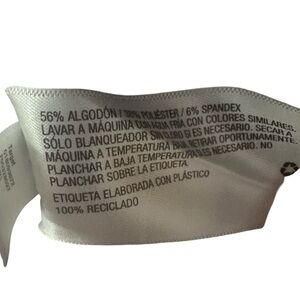 56% ALGODÓN / 38% POLIÉSTER / 6% SPANDEX
LAVAR A MÁQUINA CON AGUA FRIA CON COLORES SIMILARES.
SÓLO BLANQUEADOR SIN CLORO SI ES NECESARIO. SECAR A
MÁQUINA A TEMPERATURA BAJA. RETIRAR OPORTUNAMENTE.
PLANCHAR A BAJA TEMPERATURA SI ES NECESARIO. NO
PLANCHAR SOBRE LA ETIQUETA.
ETIQUETA ELABORADA CON PLÁSTICO
100% RECICLADO